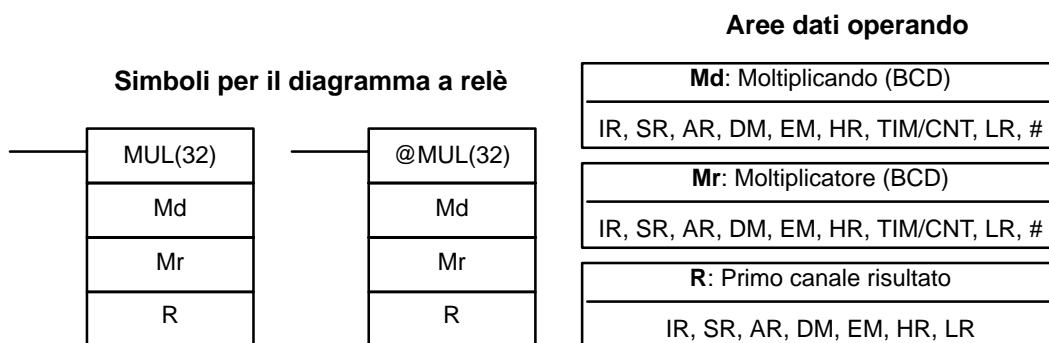 Aree dati operando
Simboli per il diagramma a relè
MUL(32)
Md
Mr
R
@MUL(32)
Md
Mr
R
Md: Moltiplicando (BCD)
IR, SR, AR, DM, EM, HR, TIM/CNT, LR, #
Mr: Moltiplicatore (BCD)
IR, SR, AR, DM, EM, HR, TIM/CNT, LR, #
R: Primo canale risultato
IR, SR, AR, DM, EM, HR, LR